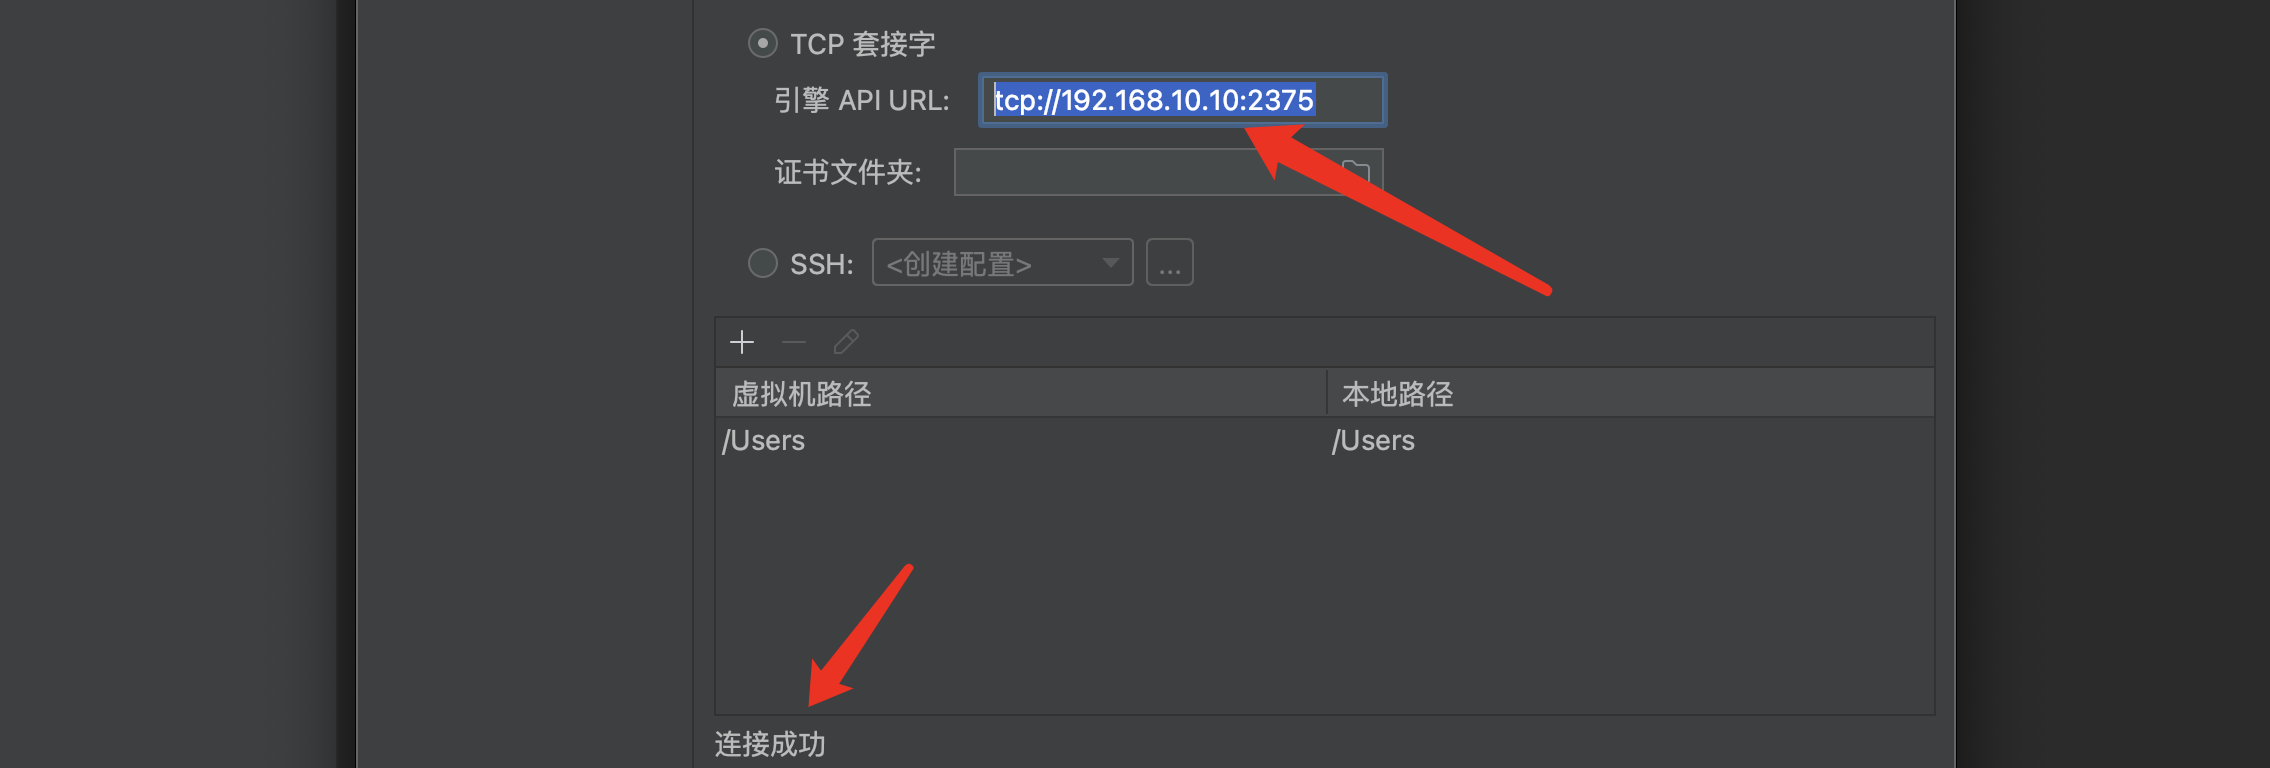 TCP 套接字
引擎 API URL: tcp://192.168.10.10:2375
证书文件夹:
SSH: <创建配置> ...
虚拟机路径 本地路径
/Users /Users
连接成功